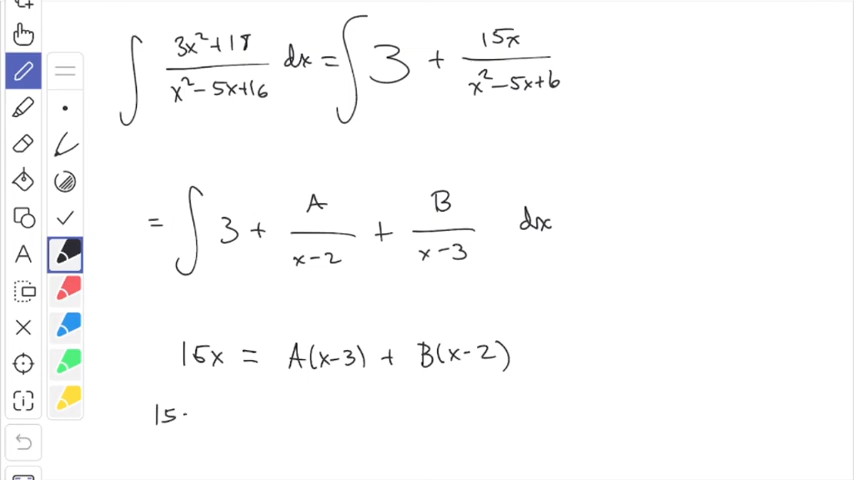 ∫ 3x²+18 / x²-5x+16 dx = ∫ 3 + 15x / x²-5x+6
= ∫ 3 + A / x-2 + B / x-3 dx
15x = A(x-3) + B(x-2)
15·